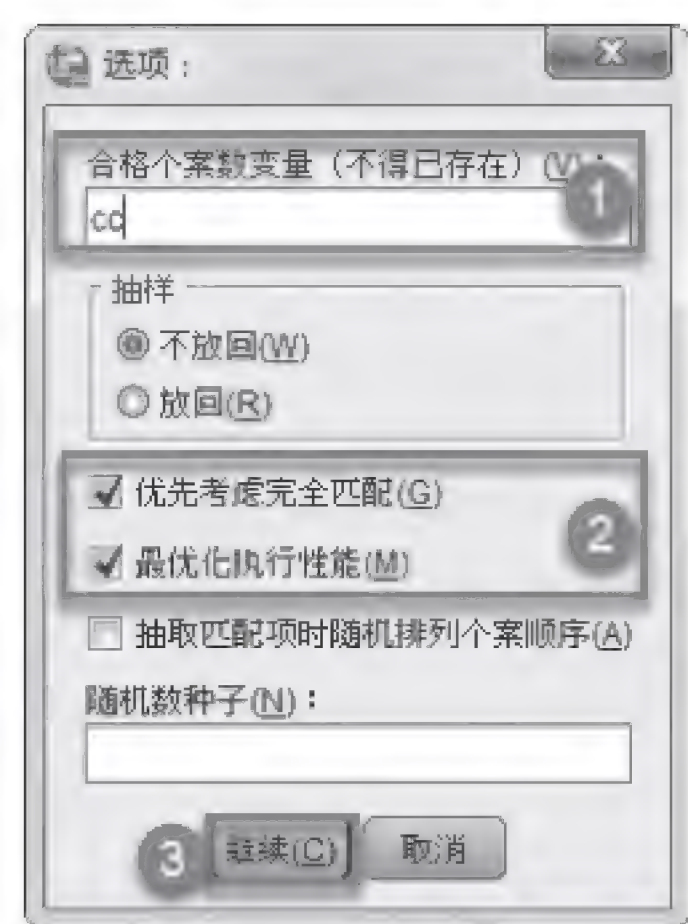 选项：
合格个案数变量（不得已存在）(V)：
1
cc
抽样
不放回(W)
放回(R)
优先考虑完全匹配(G)
最优化执行性能(M)
2
抽取匹配项时随机排列个案顺序(A)
随机数种子(N)：
3 继续(C) 取消